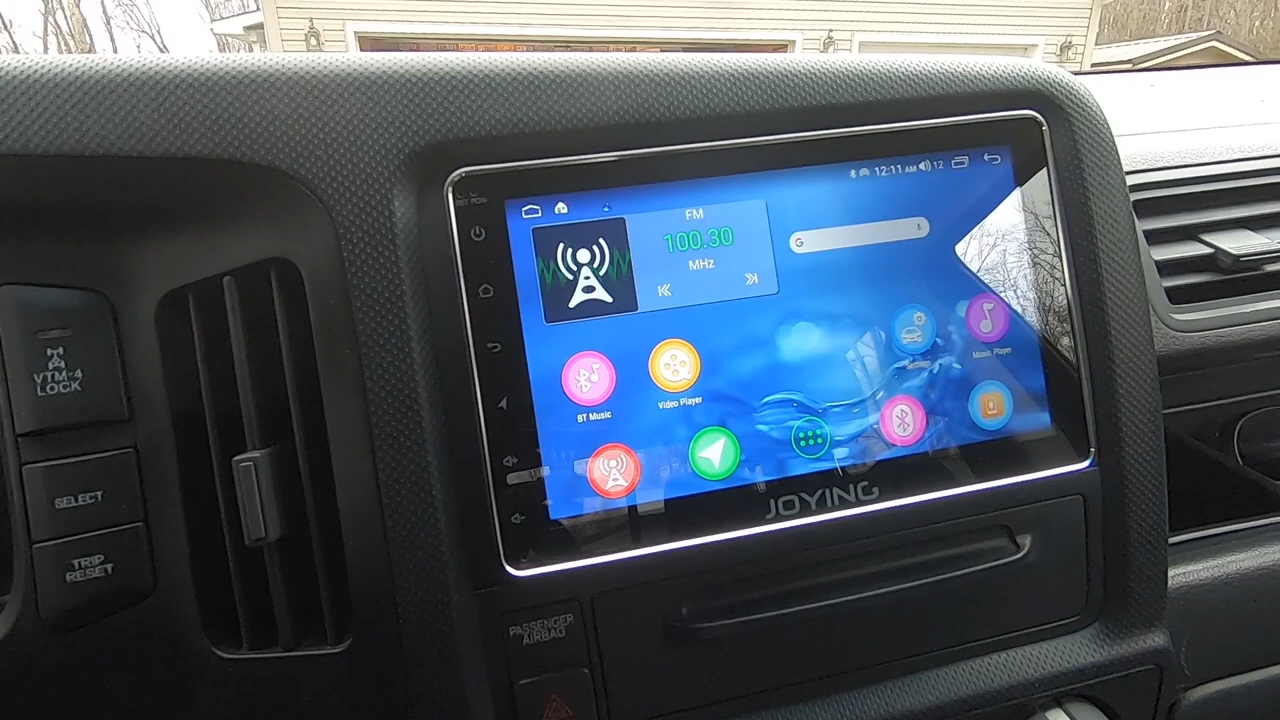 12:11 AM 12
FM
100.30
MHz
G
BT Music
Video Player
Music Player
JOYING
VTM-4
LOCK
SELECT
TRIP
RESET
PASSENGER
AIRBAG